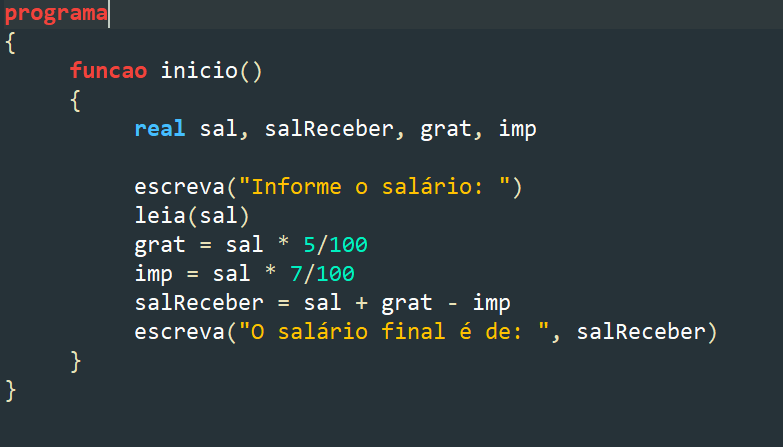 programa
{
funcao inicio()
{
real sal, salReceber, grat, imp
escreva("Informe o salário: ")
leia(sal)
grat = sal * 5/100
imp = sal * 7/100
salReceber = sal + grat - imp
escreva("O salário final é de: ", salReceber)
}
}